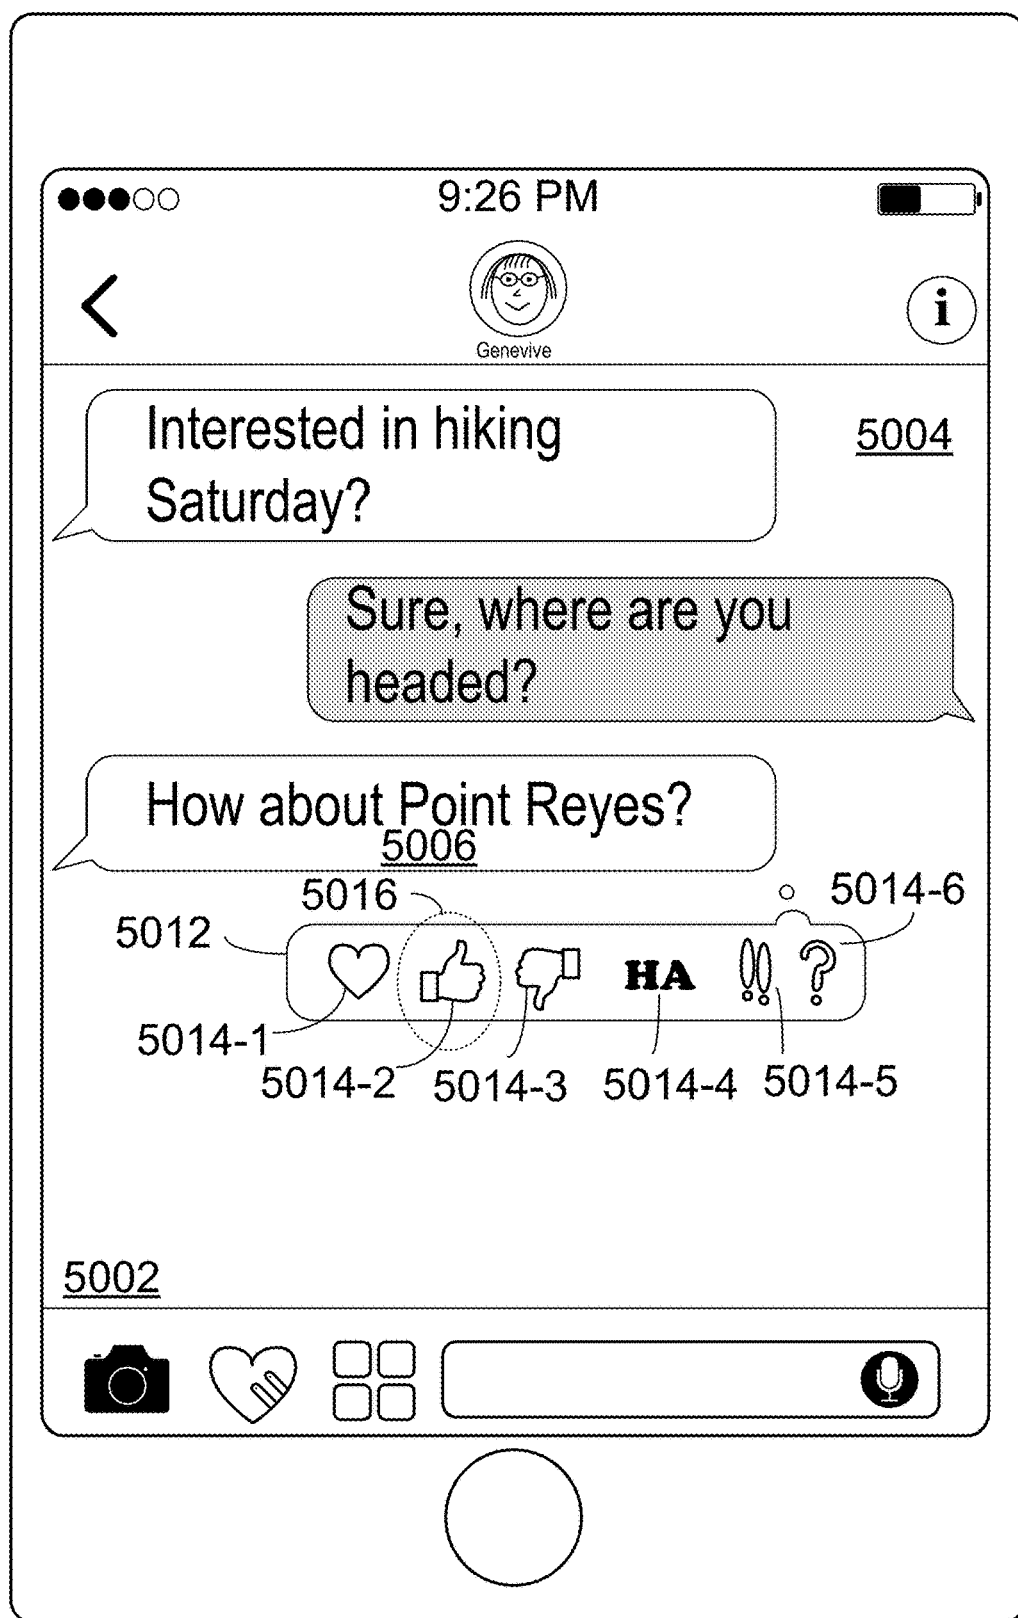 9:26 PM
i
Genevive
Interested in hiking
Saturday?
5004
Sure, where are you
headed?
How about Point Reyes?
5006
5016
5014-6
5012
HA
!!
?
5014-1
5014-2
5014-3
5014-4
5014-5
5002